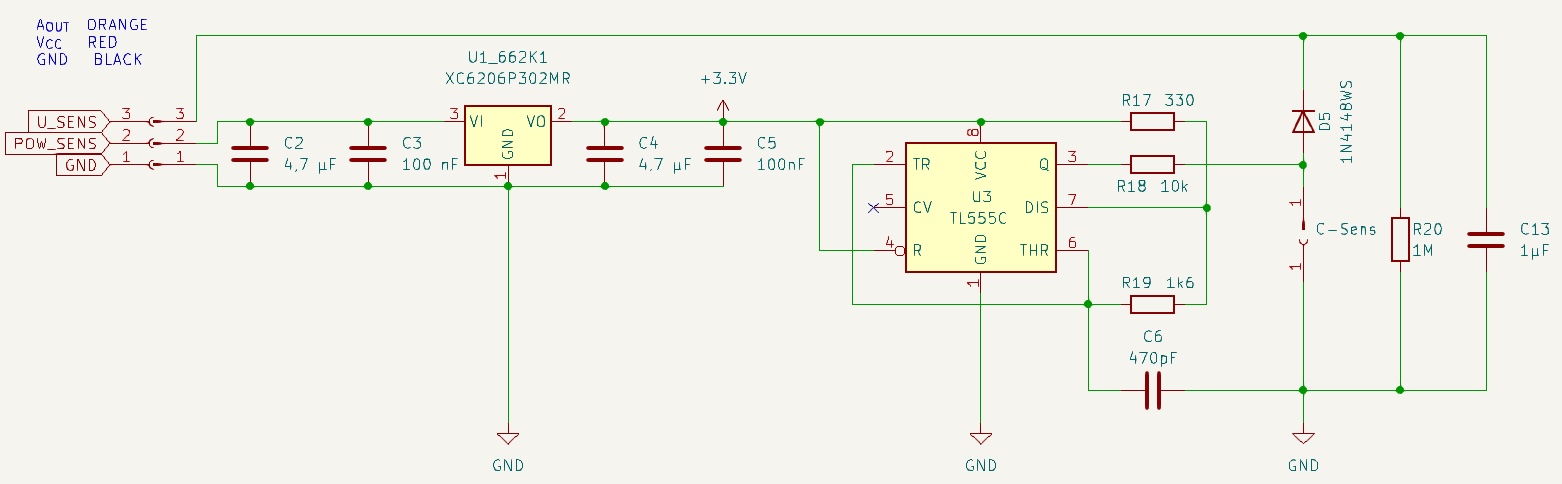 AOUT ORANGE
VCC RED
GND BLACK
U_SENS 3 3
POW_SENS 2 2
GND 1 1
C2
4,7 µF
C3
100 nF
U1_662K1
XC6206P302MR
3 VI VO 2
GND
1
C4
4,7 µF
+3.3V
C5
100nF
GND
8
VCC
2 TR Q 3
5 CV DIS 7
4 R THR 6
U3
TL555C
GND
1
GND
R17 330
R18 10k
R19 1k6
C6
470pF
D5
1N4148WS
1
C-Sens
1
GND
R20
1M
C13
1µF